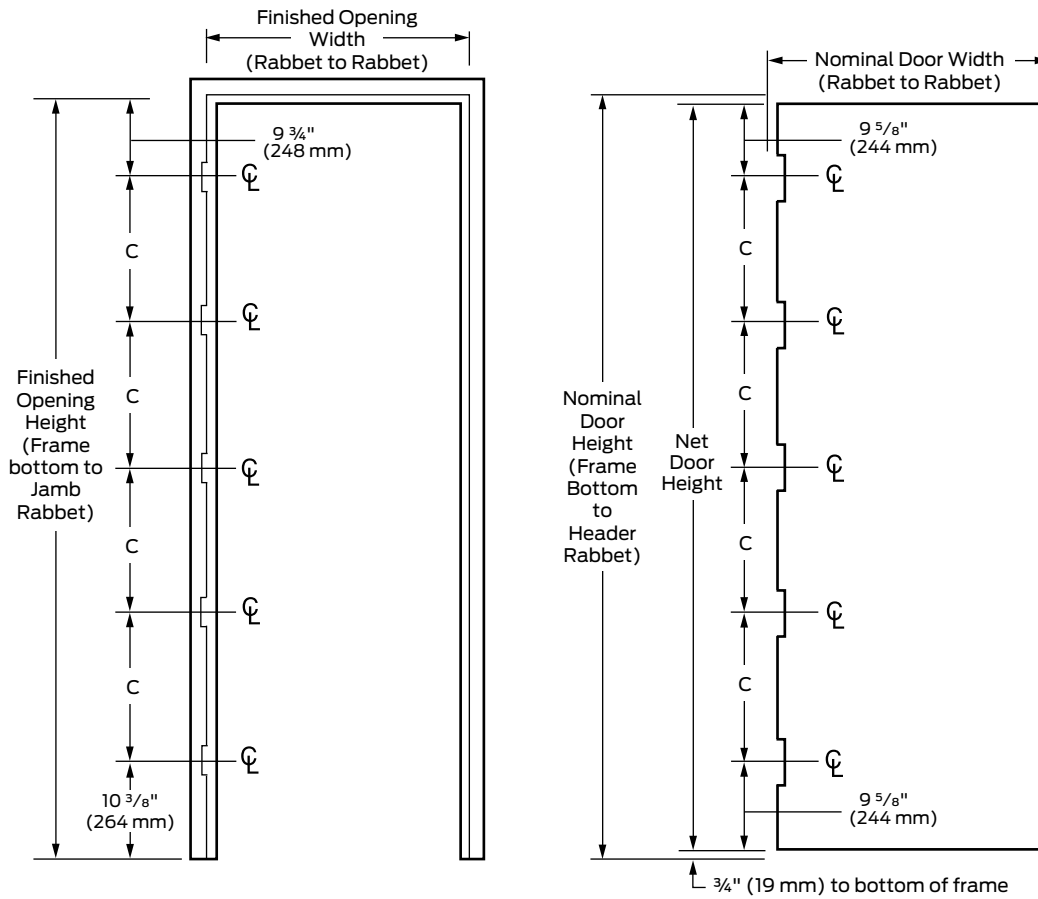 Finished Opening
Width
(Rabbet to Rabbet)
9 ¾"
(248 mm)
℄
C
℄
C
℄
C
℄
C
℄
10 ³/₈"
(264 mm)
Finished
Opening
Height
(Frame
bottom to
Jamb
Rabbet)
Nominal Door Width
(Rabbet to Rabbet)
9 ⁵/₈"
(244 mm)
℄
C
℄
C
℄
C
℄
C
℄
9 ⁵/₈"
(244 mm)
Nominal
Door
Height
(Frame
Bottom
to
Header
Rabbet)
Net
Door
Height
¾" (19 mm) to bottom of frame